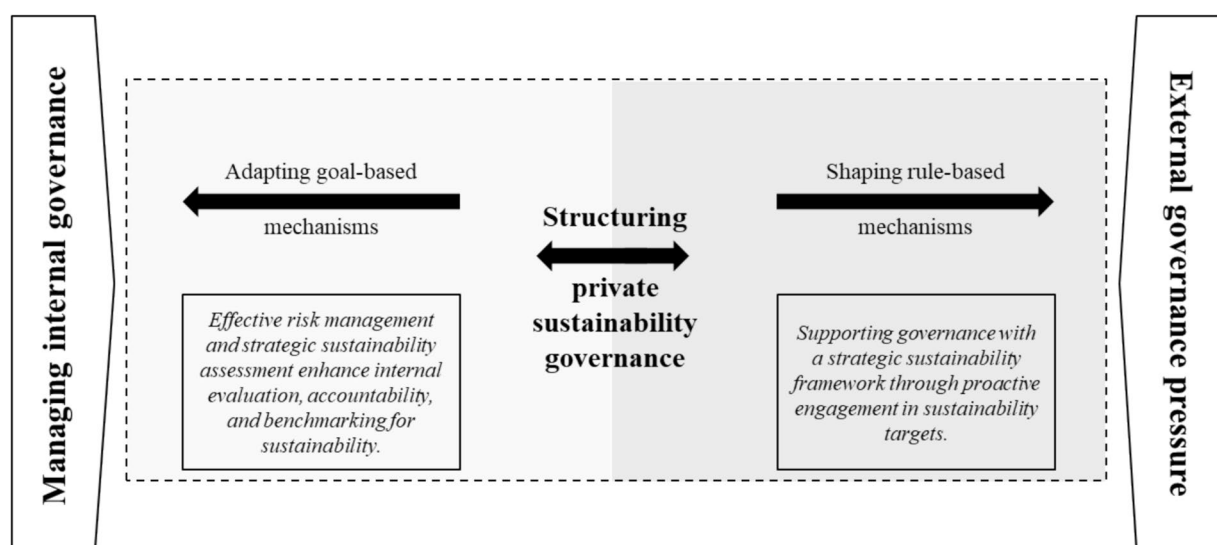 Managing internal governance
Adapting goal-based
mechanisms
Effective risk management
and strategic sustainability
assessment enhance internal
evaluation, accountability,
and benchmarking for
sustainability.
Structuring
private
sustainability
governance
Shaping rule-based
mechanisms
Supporting governance with
a strategic sustainability
framework through proactive
engagement in sustainability
targets.
External governance pressure